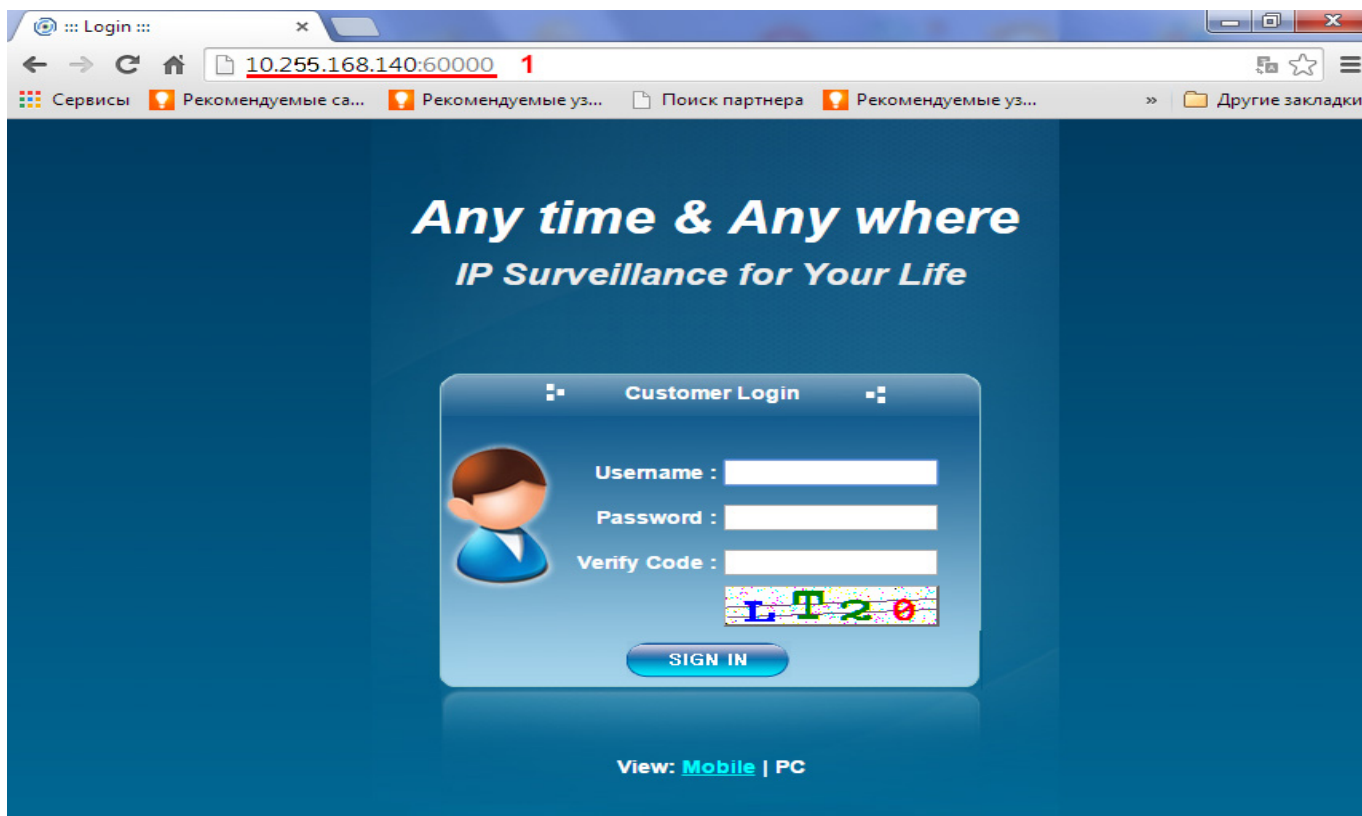 ::: Login :::
10.255.168.140:60000 1
Сервисы Рекомендуемые са... Рекомендуемые уз... Поиск партнера Рекомендуемые уз... » Другие закладки
Any time & Any where
IP Surveillance for Your Life
Customer Login
Username :
Password :
Verify Code :
LT20
SIGN IN
View: Mobile | PC